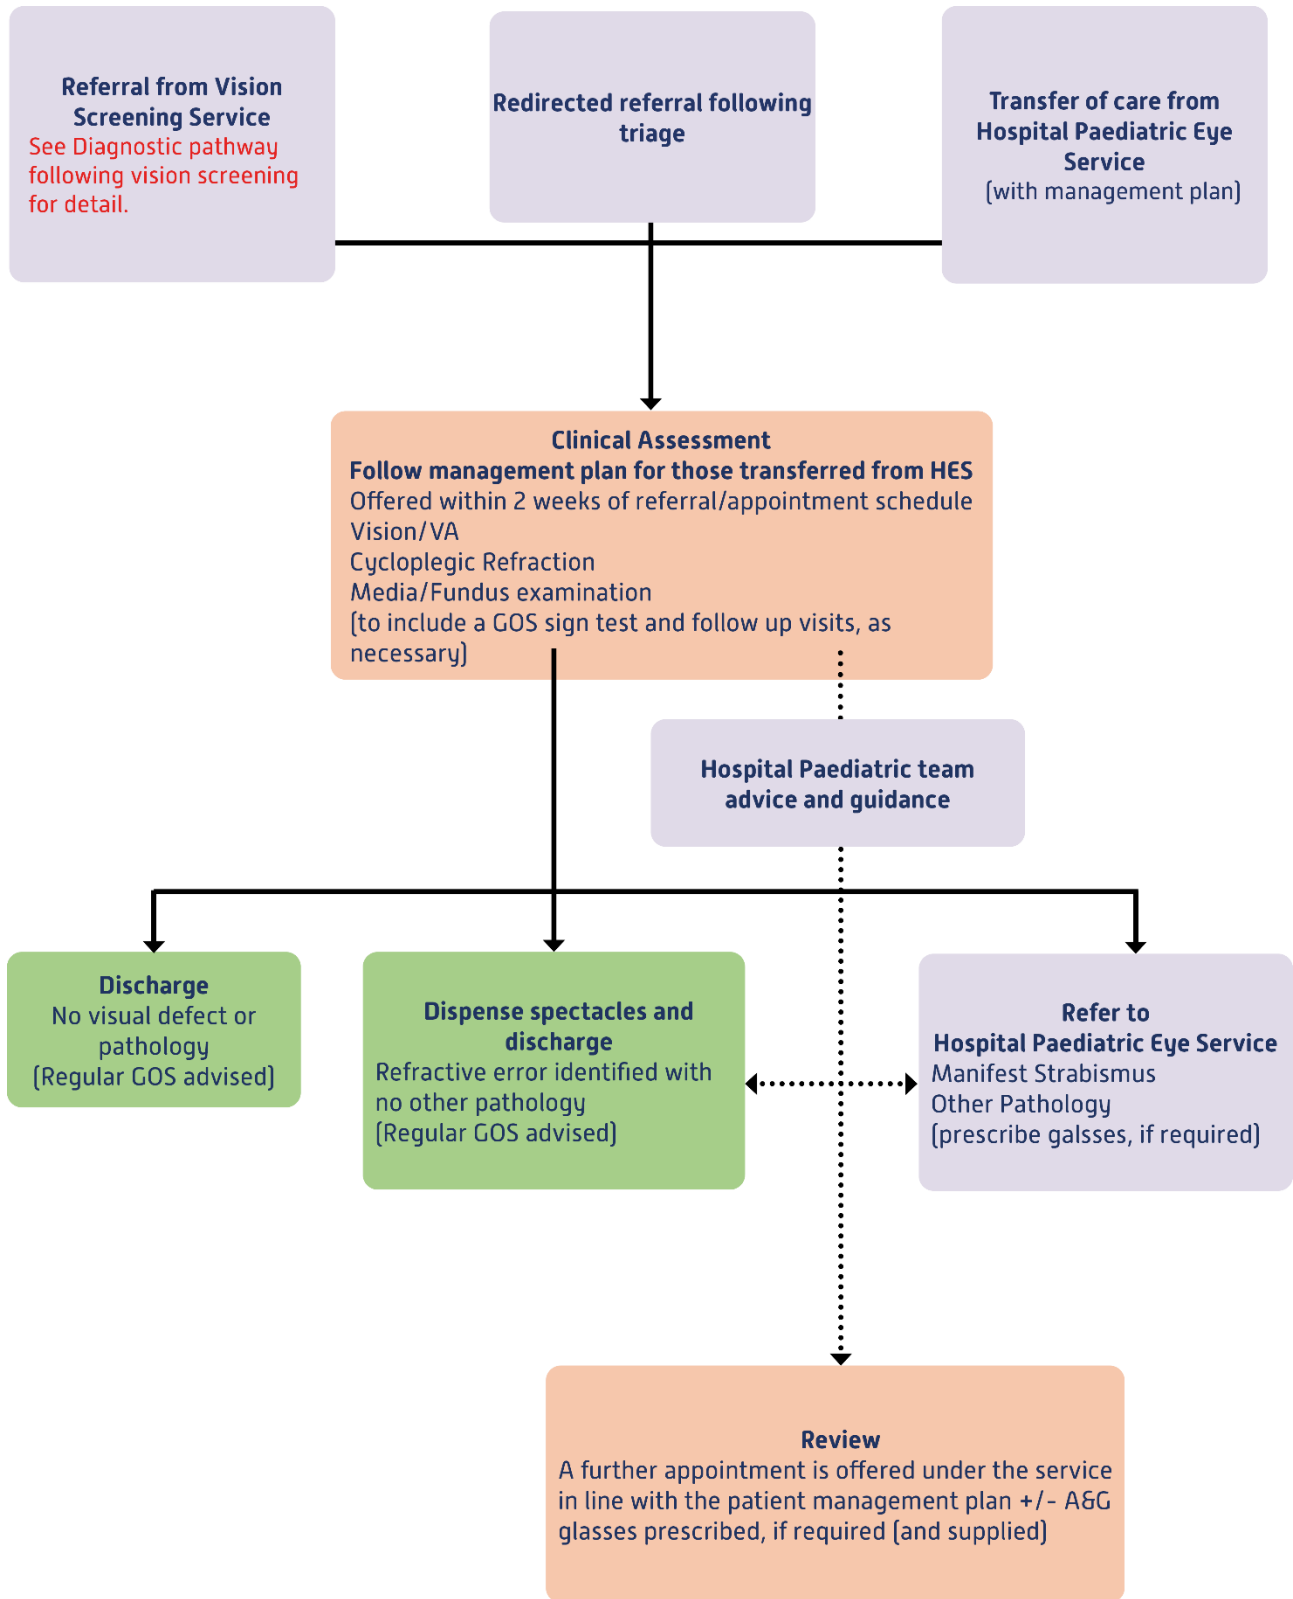 Referral from Vision
Screening Service
See Diagnostic pathway
following vision screening
for detail.
Redirected referral following
triage
Transfer of care from
Hospital Paediatric Eye
Service
(with management plan)
Clinical Assessment
Follow management plan for those transferred from HES
Offered within 2 weeks of referral/appointment schedule
Vision/VA
Cycloplegic Refraction
Media/Fundus examination
(to include a GOS sign test and follow up visits, as
necessary)
Hospital Paediatric team
advice and guidance
Discharge
No visual defect or
pathology
(Regular GOS advised)
Dispense spectacles and
discharge
Refractive error identified with
no other pathology
(Regular GOS advised)
Refer to
Hospital Paediatric Eye Service
Manifest Strabismus
Other Pathology
(prescribe galsses, if required)
Review
A further appointment is offered under the service
in line with the patient management plan +/- A&G
glasses prescribed, if required (and supplied)